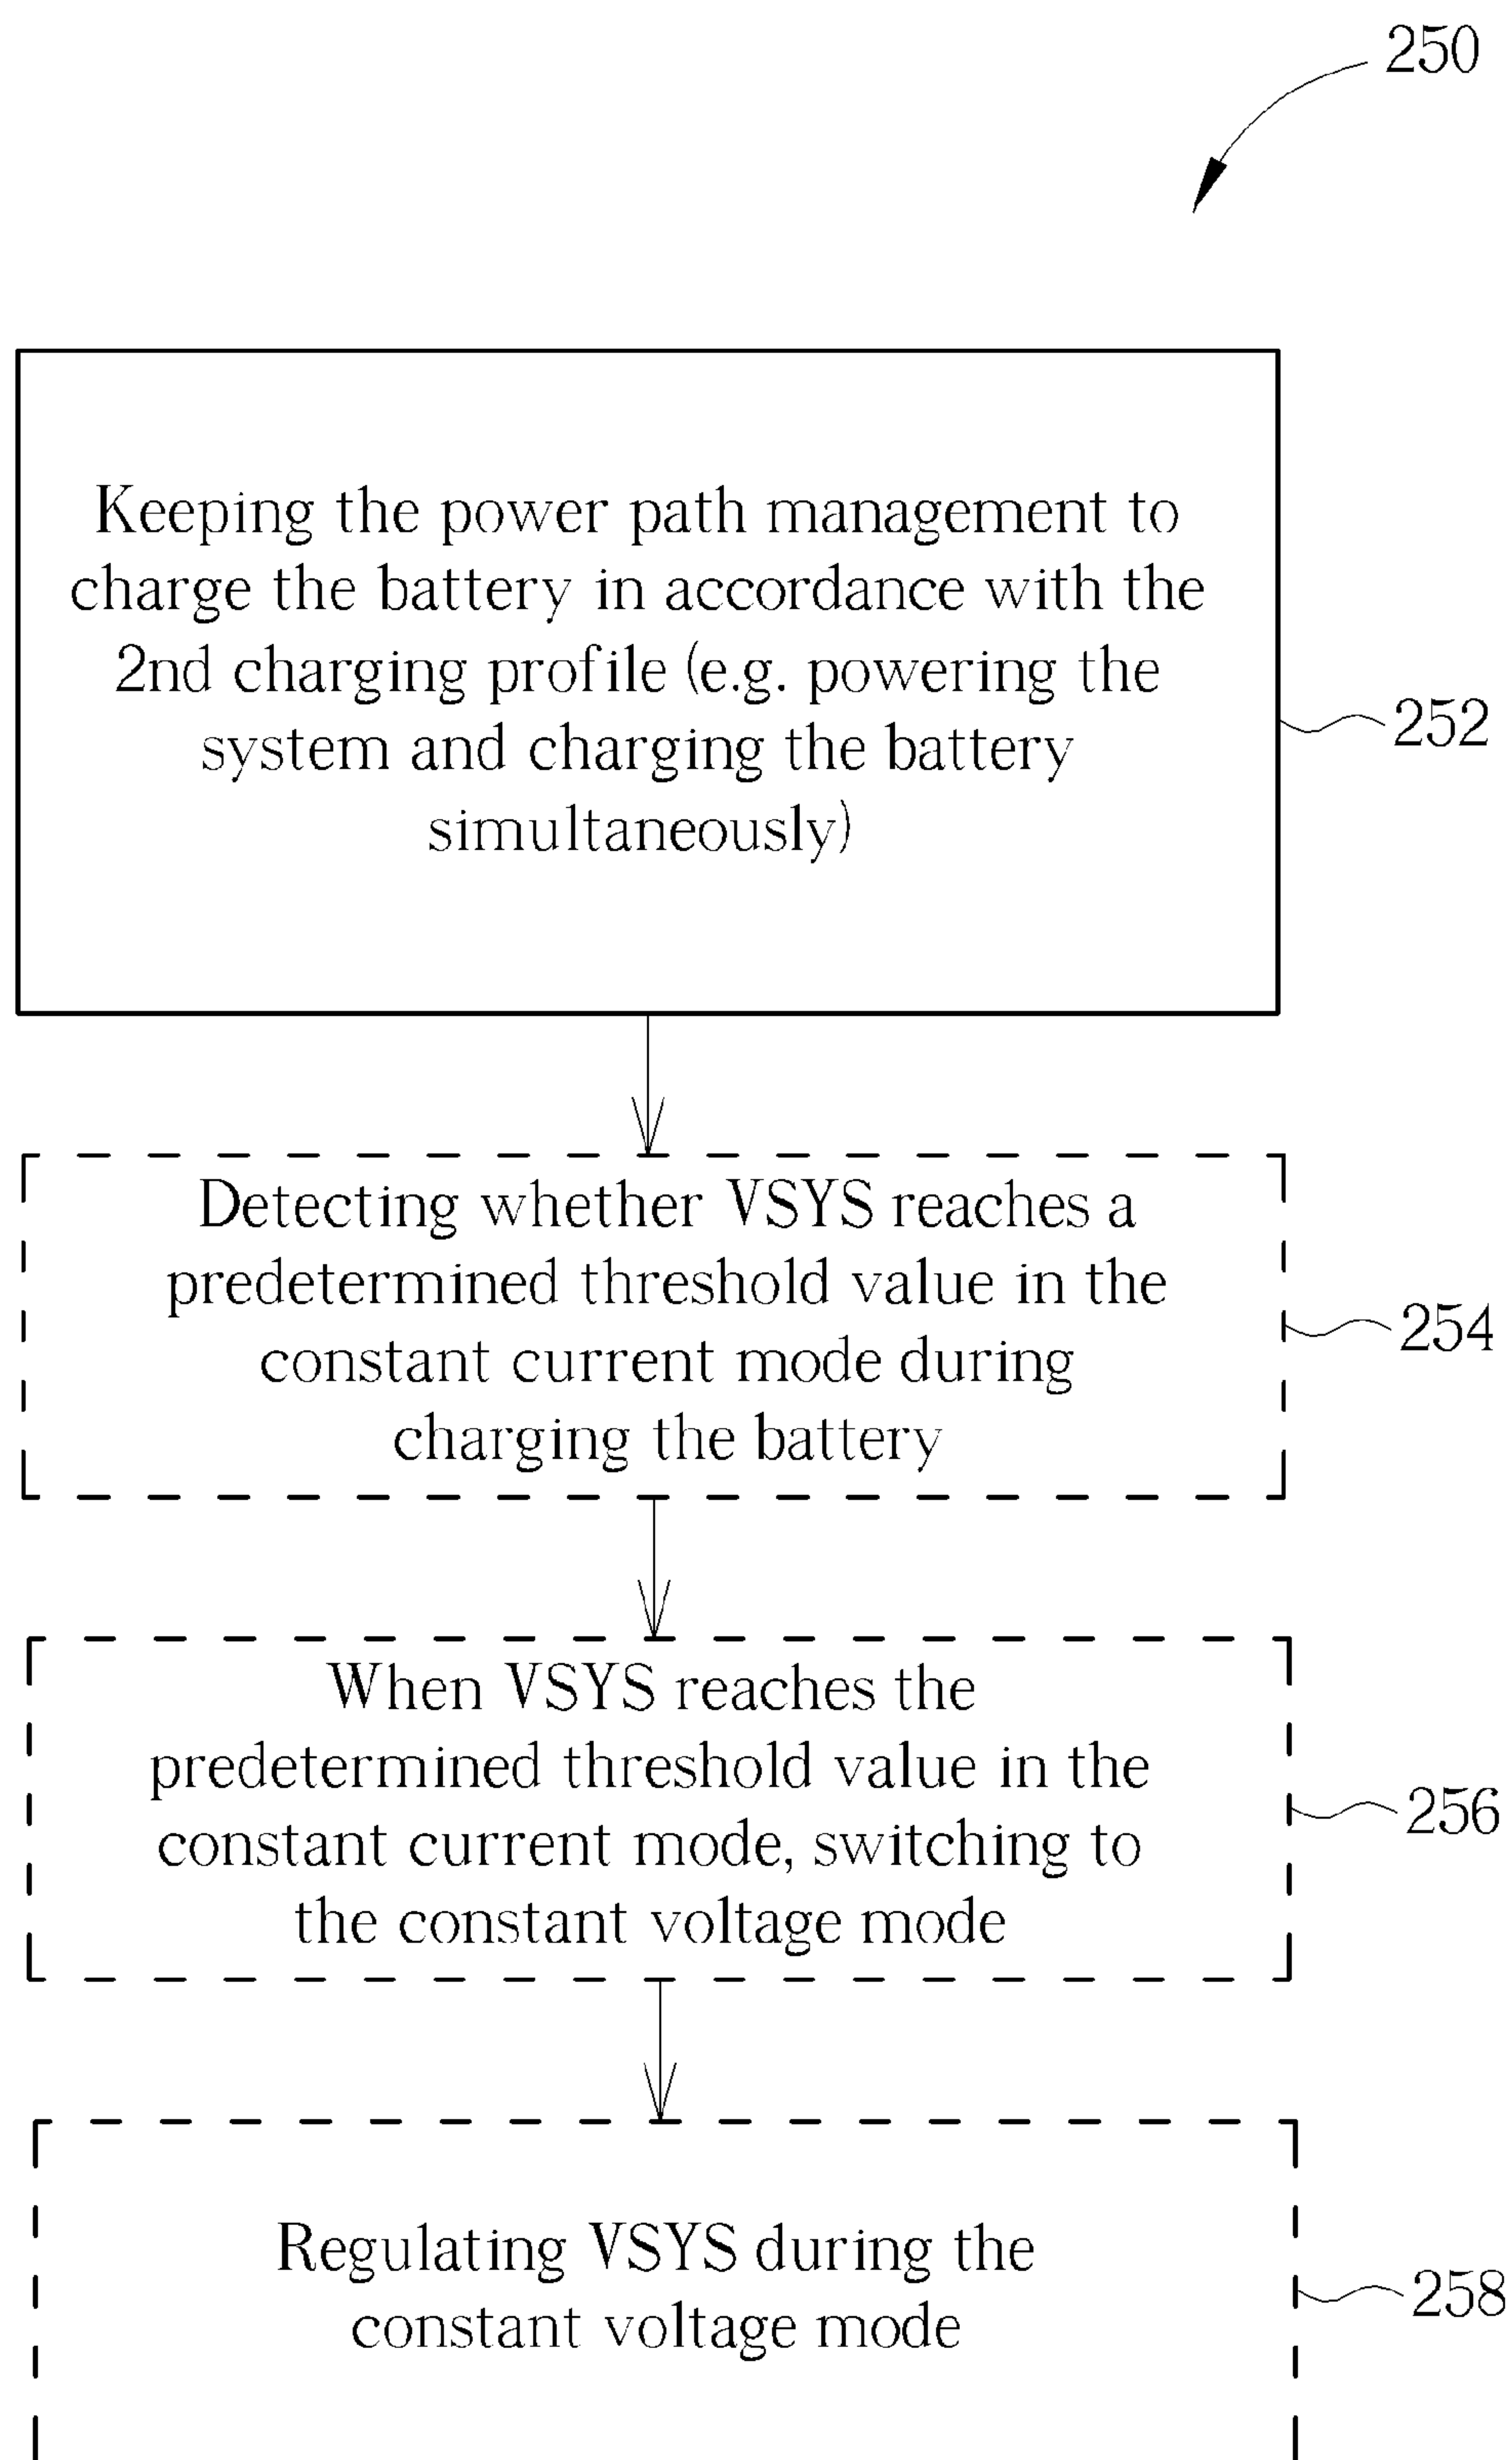 250
Keeping the power path management to
charge the battery in accordance with the
2nd charging profile (e.g. powering the
system and charging the battery
simultaneously)
252
Detecting whether VSYS reaches a
predetermined threshold value in the
constant current mode during
charging the battery
254
When VSYS reaches the
predetermined threshold value in the
constant current mode, switching to
the constant voltage mode
256
Regulating VSYS during the
constant voltage mode
258